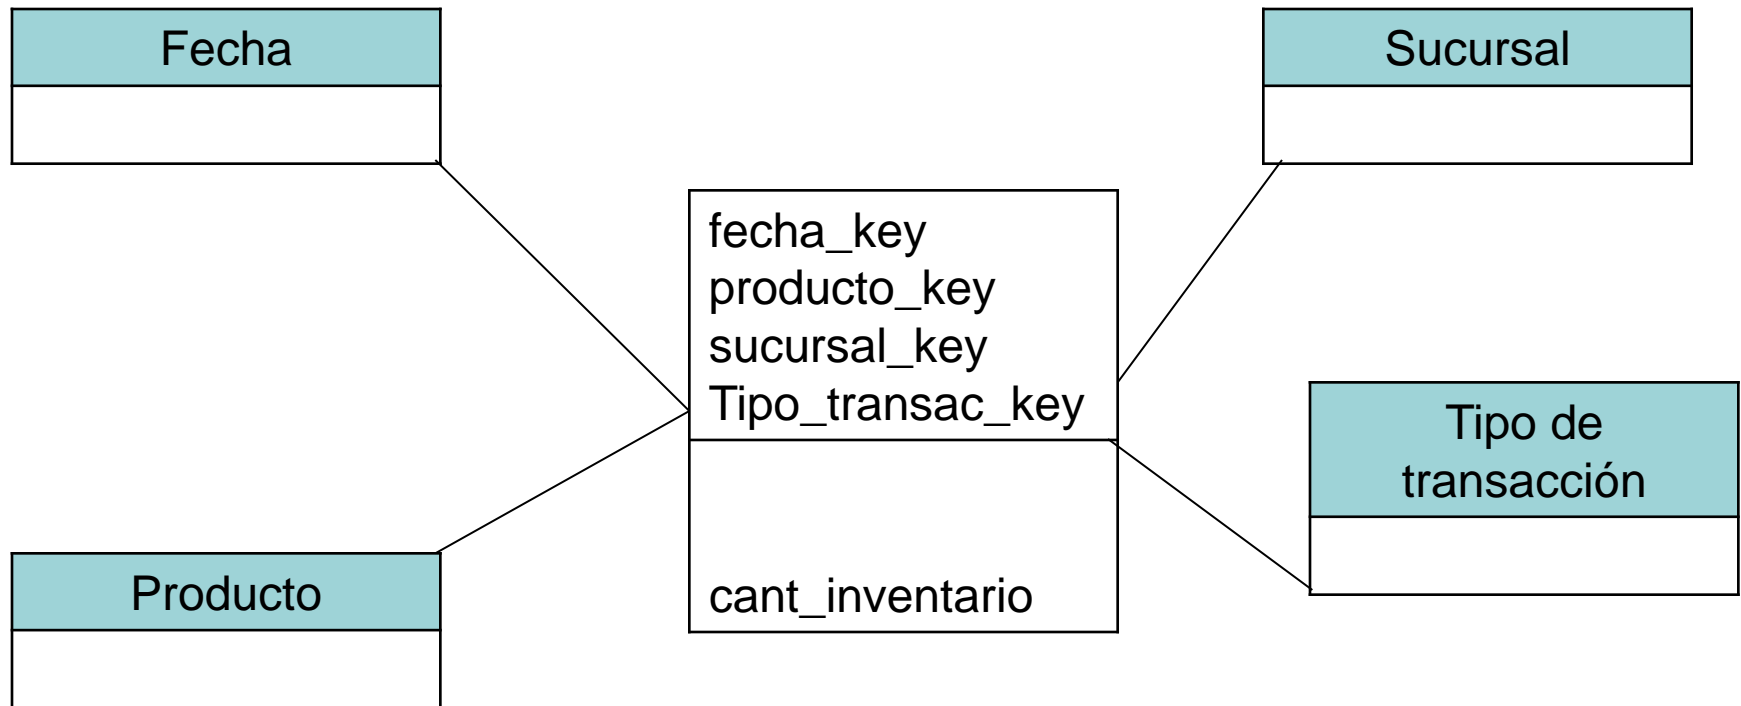 Fecha
Sucursal
fecha_key
producto_key
sucursal_key
Tipo_transac_key
Tipo de
transacción
Producto
cant_inventario